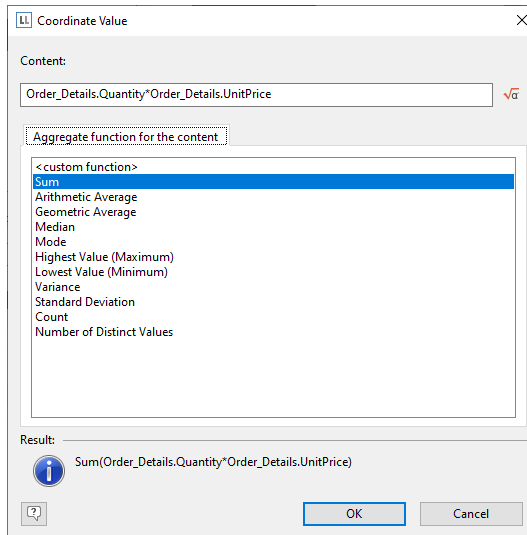 LL Coordinate Value
Content:
Order_Details.Quantity*Order_Details.UnitPrice
√α
Aggregate function for the content
<custom function>
Sum
Arithmetic Average
Geometric Average
Median
Mode
Highest Value (Maximum)
Lowest Value (Minimum)
Variance
Standard Deviation
Count
Number of Distinct Values
Result:
Sum(Order_Details.Quantity*Order_Details.UnitPrice)
OK Cancel